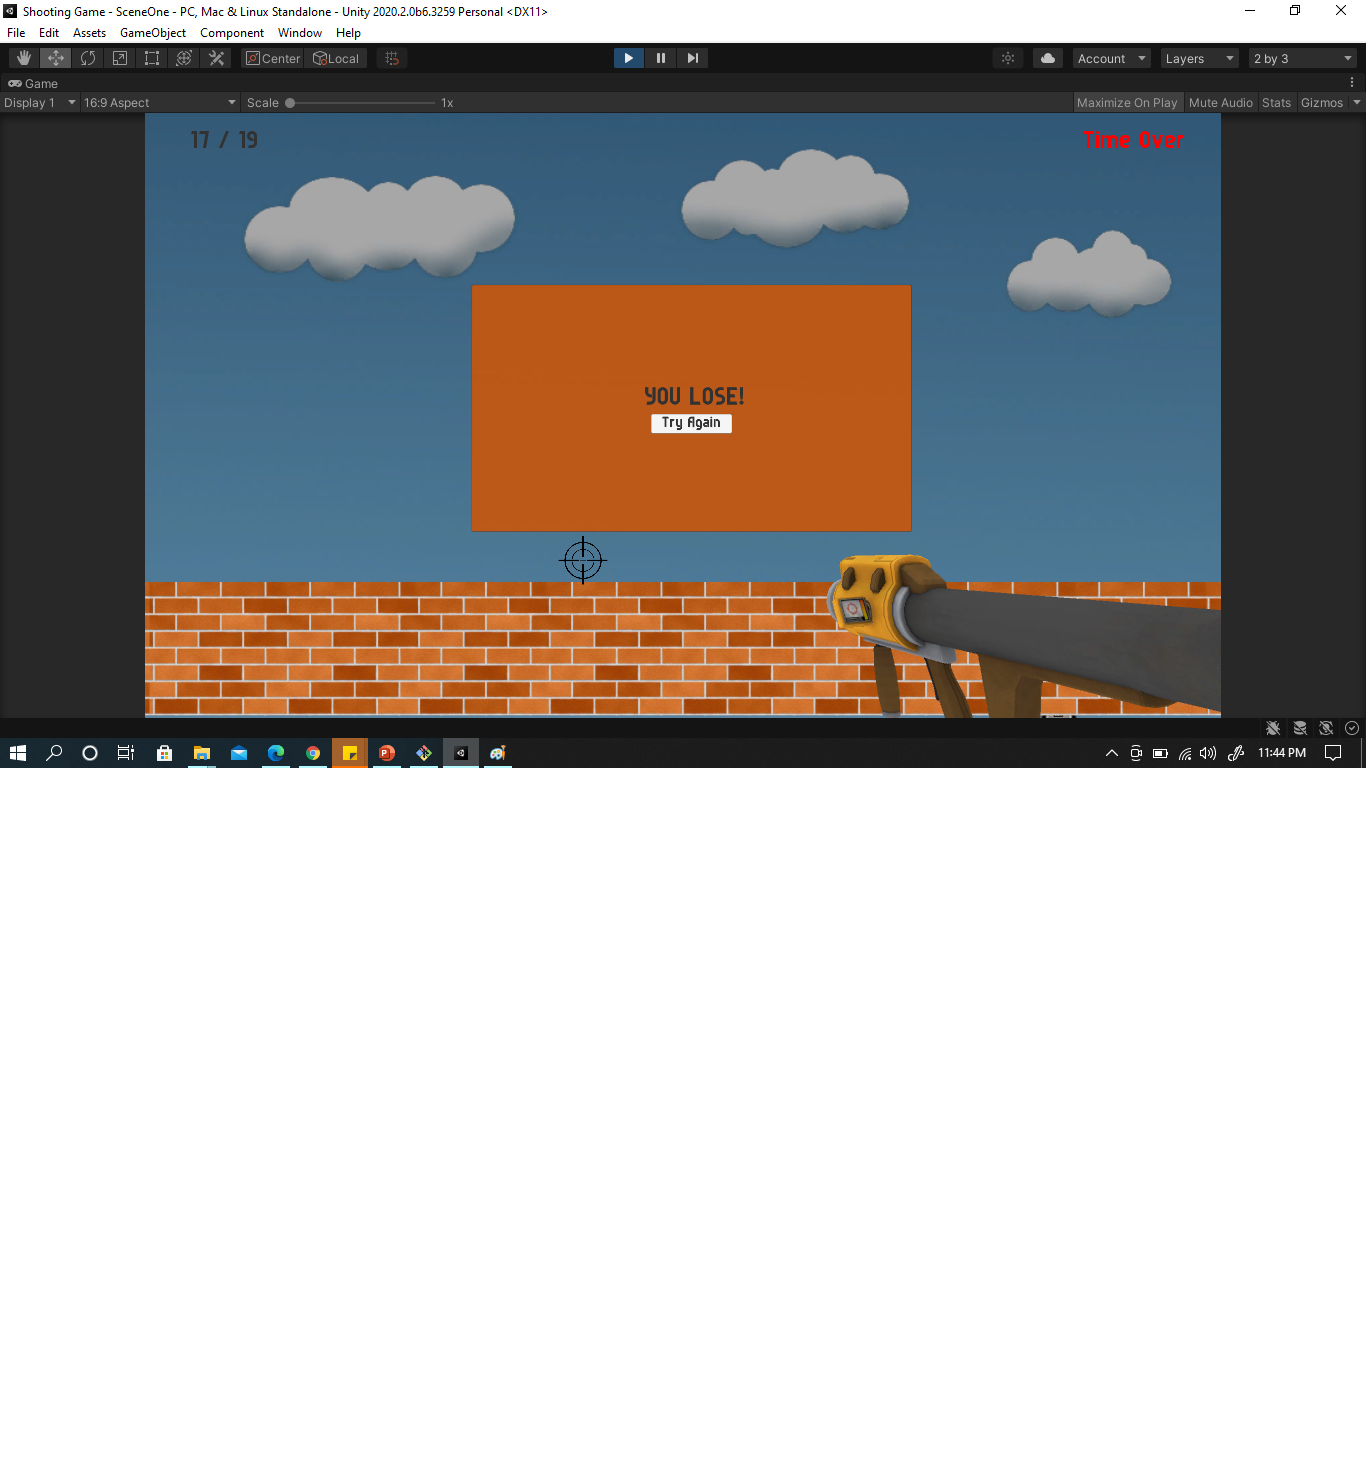 Shooting Game - SceneOne - PC, Mac & Linux Standalone - Unity 2020.2.0b6.3259 Personal <DX11>
File Edit Assets GameObject Component Window Help
Center Local Account Layers 2 by 3
Game
Display 1 16:9 Aspect Scale 1x Maximize On Play Mute Audio Stats Gizmos
17 / 19 Time Over
YOU LOSE!
Try Again
11:44 PM